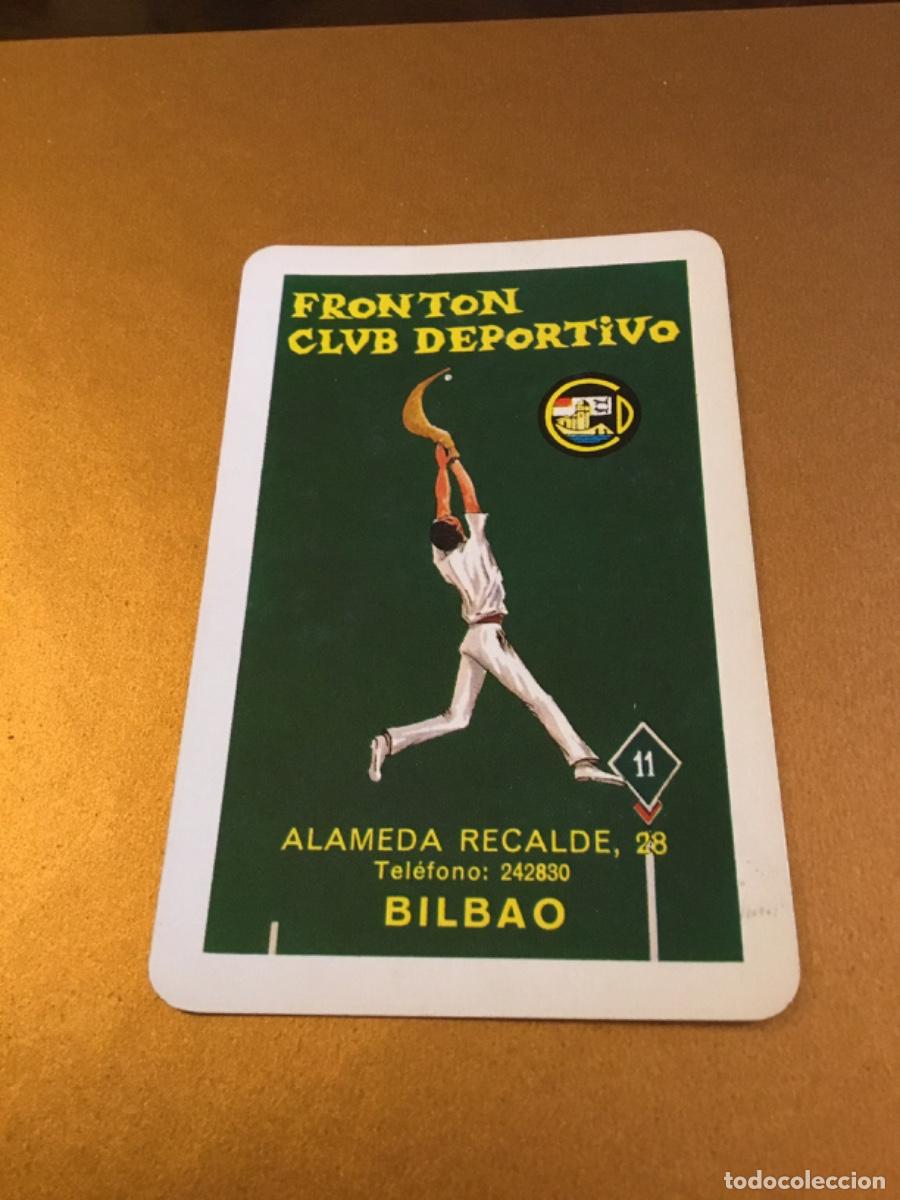 FRONTON
CLUB DEPORTIVO
C D
11
ALAMEDA RECALDE, 28
Teléfono: 242830
BILBAO
todocoleccion